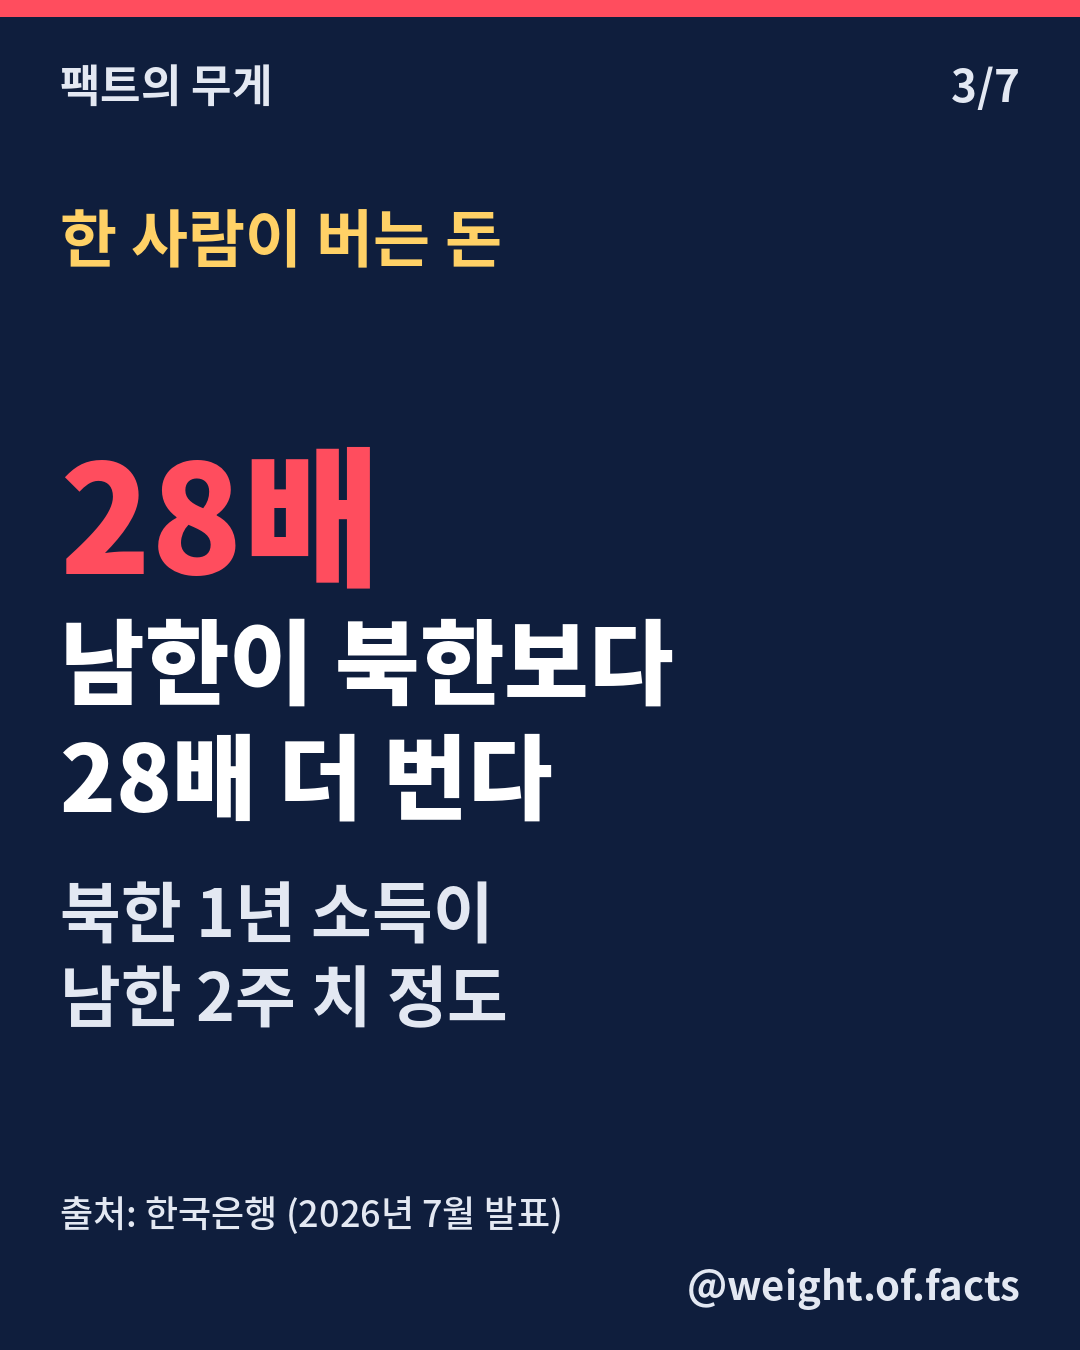 팩트의 무게
3/7
한 사람이 버는 돈
28배
남한이 북한보다
28배 더 번다
북한 1년 소득이
남한 2주 치 정도
출처: 한국은행 (2026년 7월 발표)
@weight.of.facts